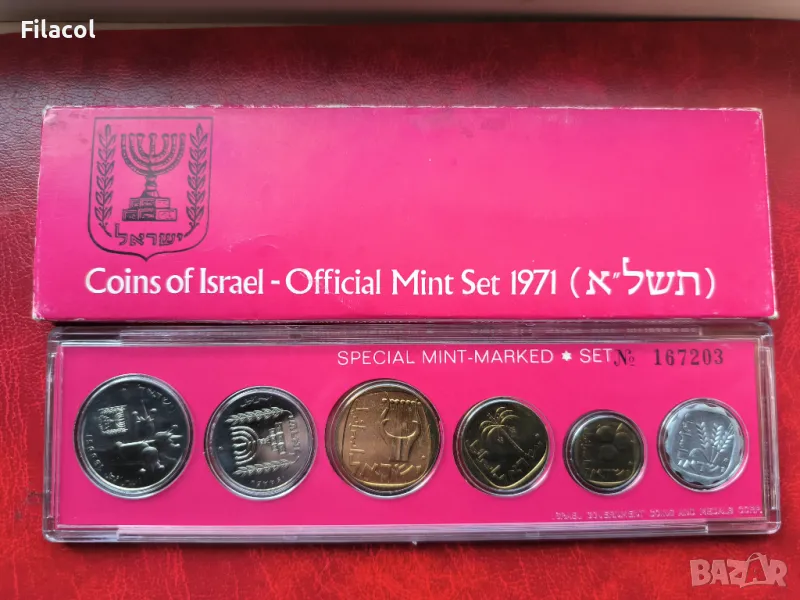 Filacol
ישראל
Coins of Israel - Official Mint Set 1971 (תשל"א)
SPECIAL MINT-MARKED ✶ SET № 167203
ISRAEL GOVERNMENT COINS AND MEDALS CORP.
BAZAR